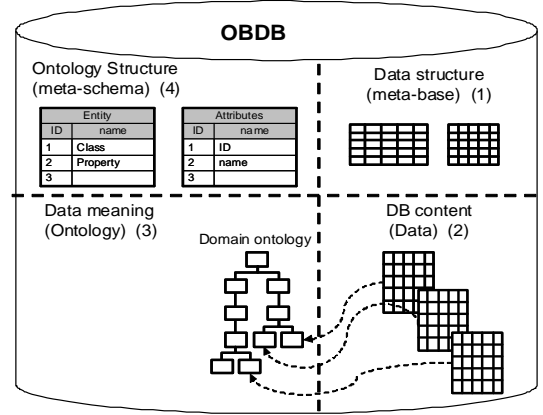 OBDB
Ontology Structure
(meta-schema) (4)
Entity
ID name
1 Class
2 Property
3
Attributes
ID name
1 ID
2 name
3
Data structure
(meta-base) (1)
Data meaning
(Ontology) (3)
Domain ontology
DB content
(Data) (2)